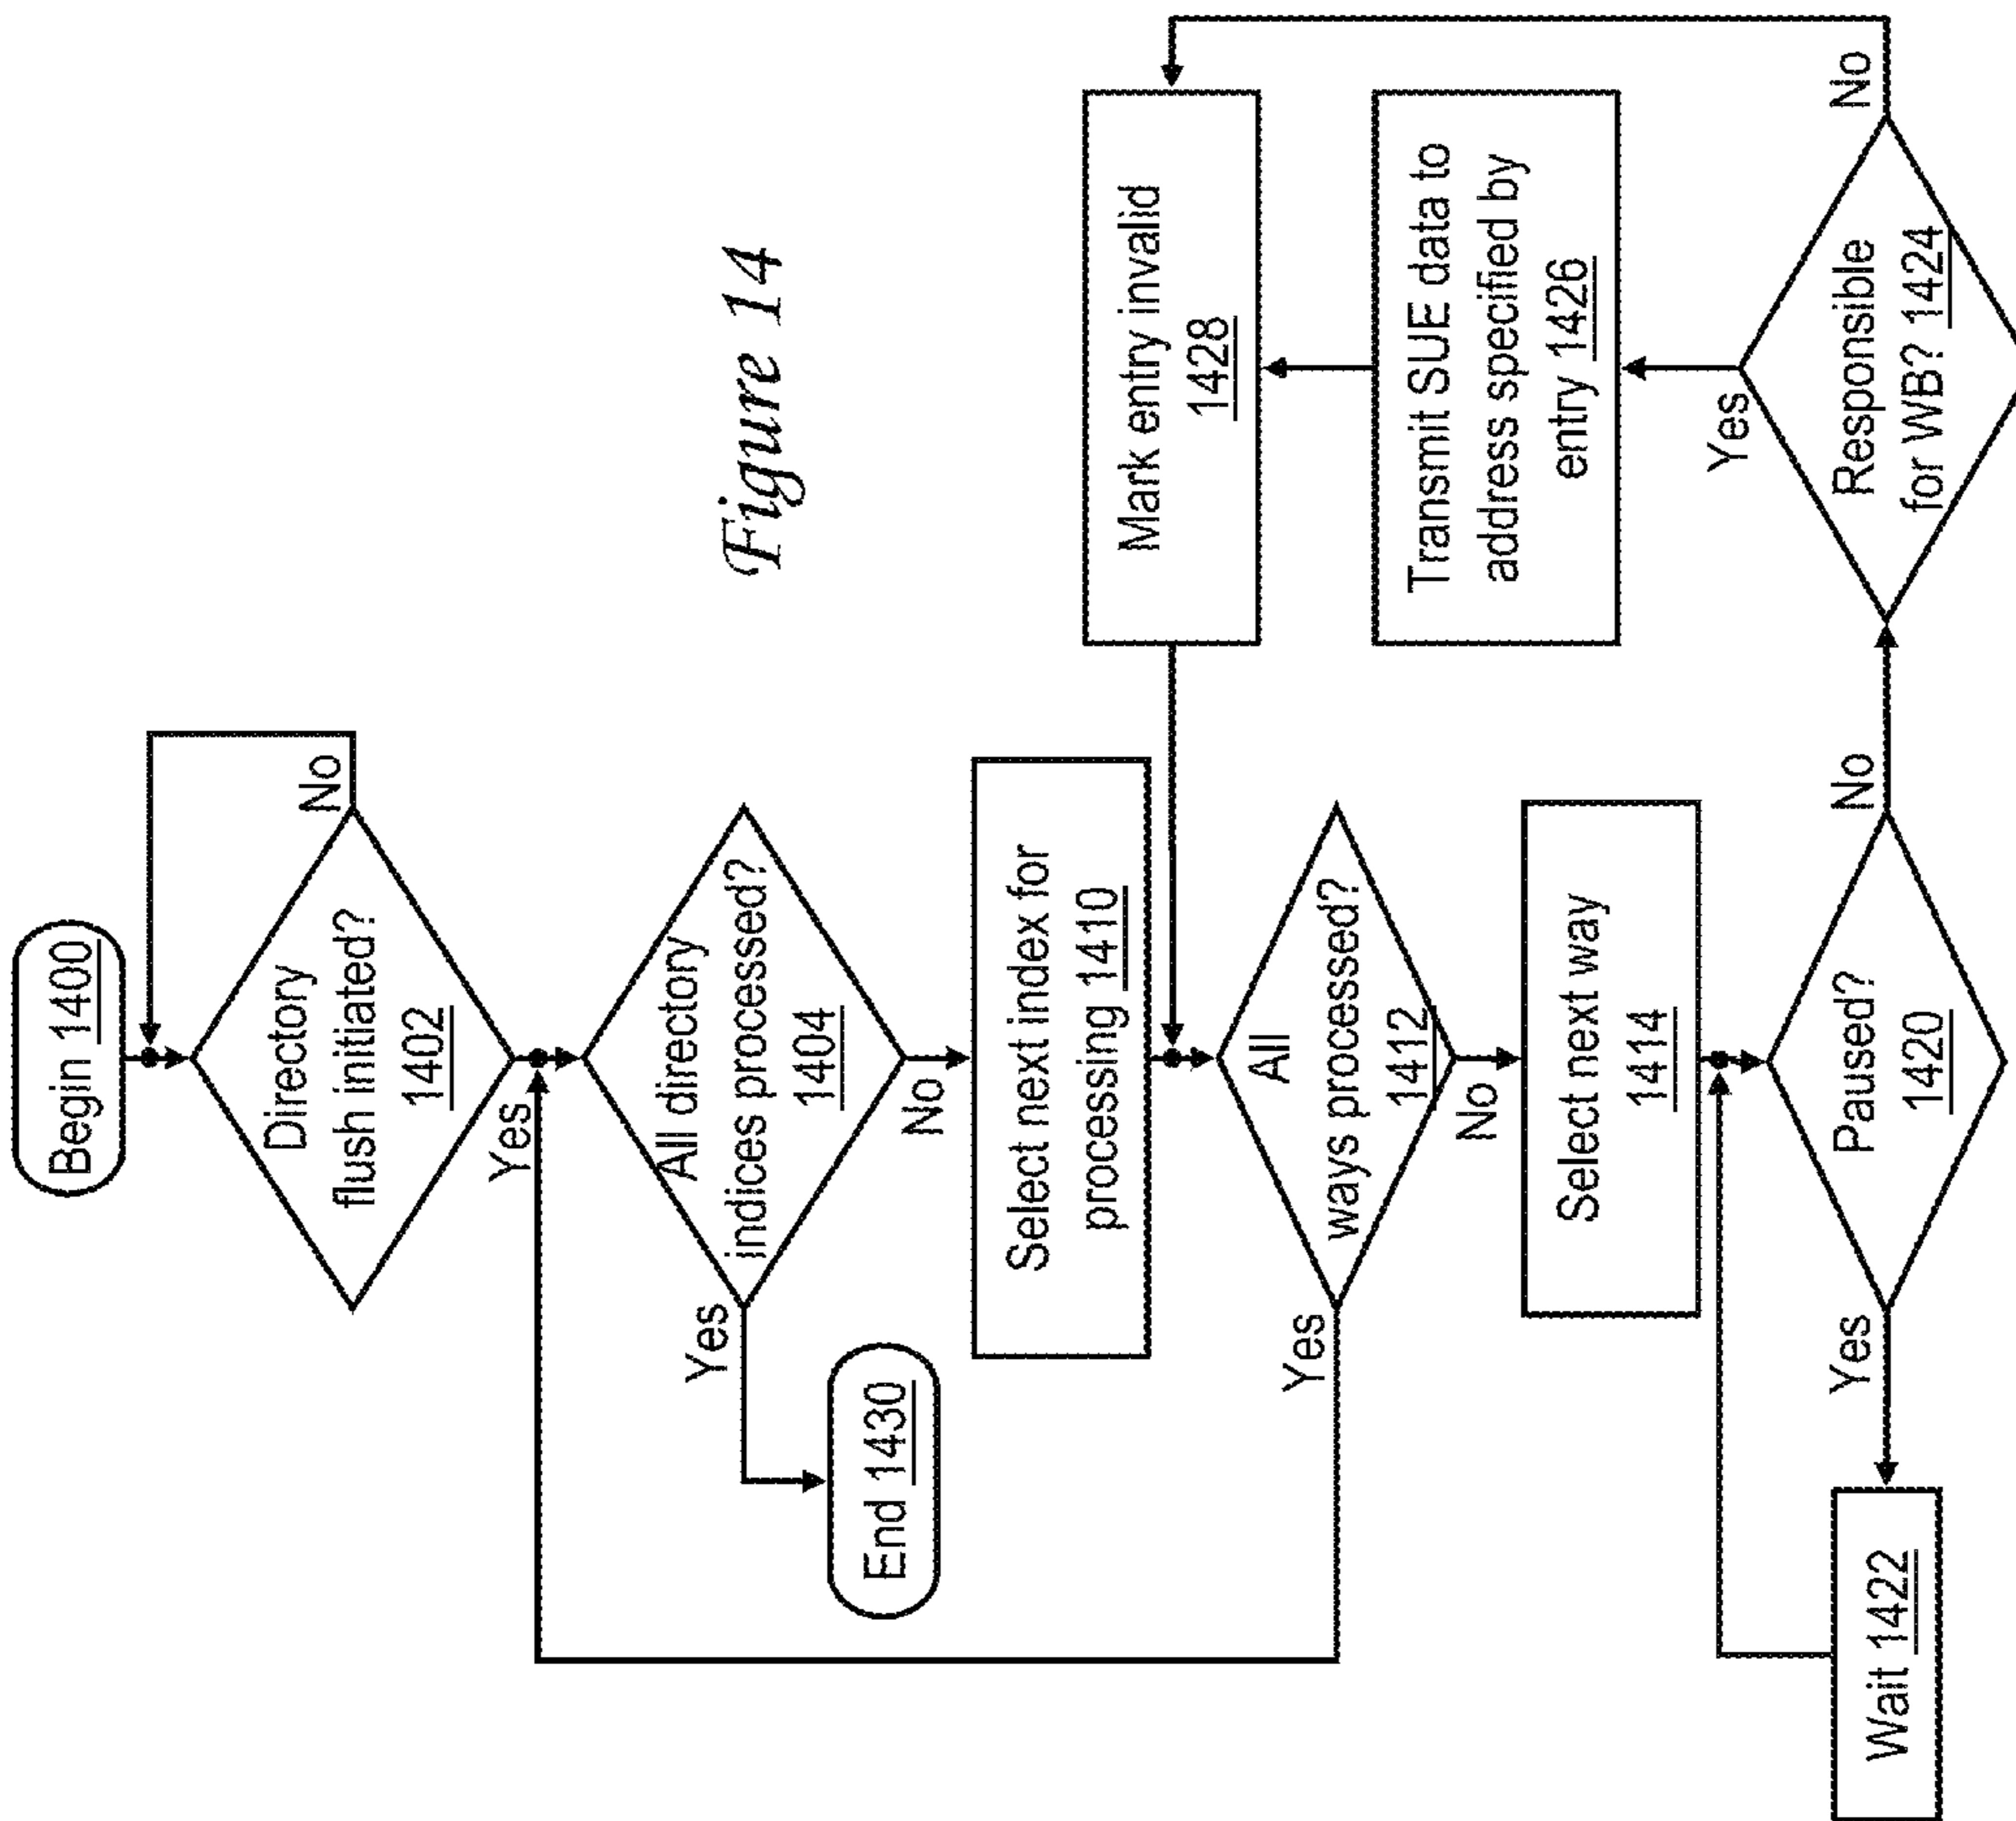 Begin 1400
Directory
flush initiated?
1402
No
Yes
All directory
indices processed?
1404
Yes
No
End 1430
Select next index for
processing 1410
All
ways processed?
1412
Yes
No
Select next way
1414
Paused?
1420
Yes
No
Wait 1422
Responsible
for WB? 1424
Yes
No
Transmit SUE data to
address specified by
entry 1426
Mark entry invalid
1428
Figure 14